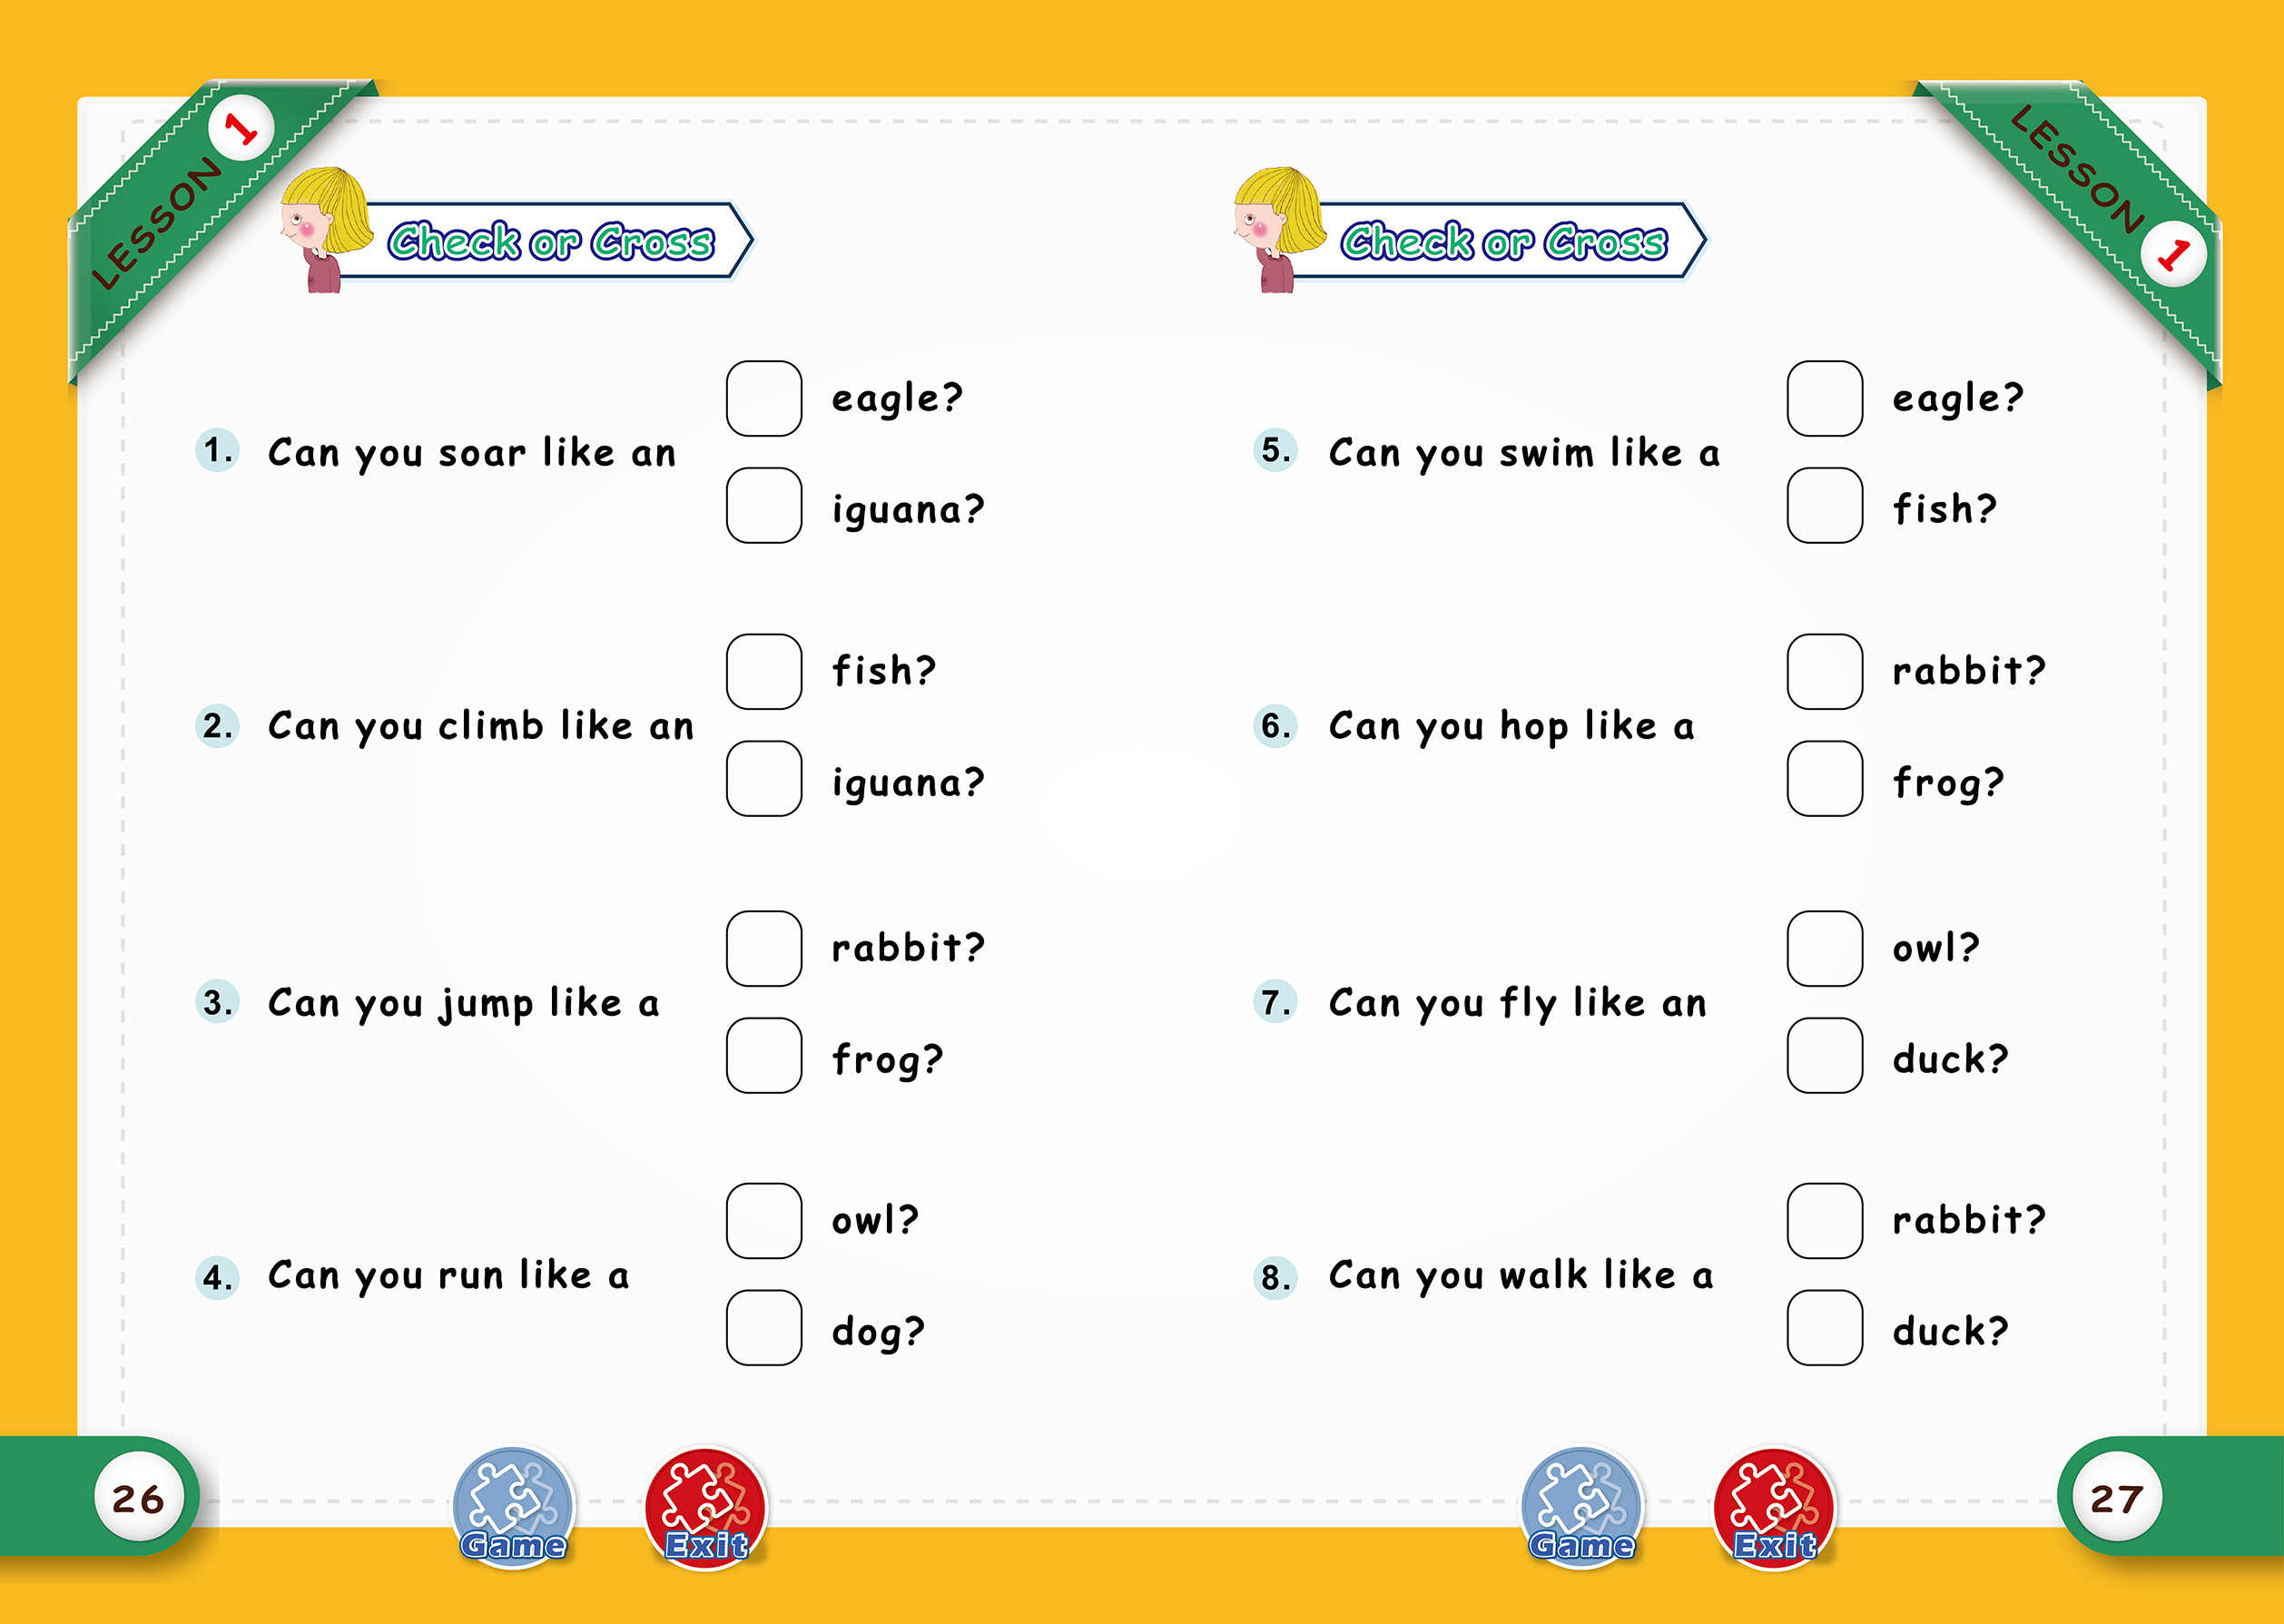 LESSON 1
Check or Cross
1. Can you soar like an
eagle?
iguana?
2. Can you climb like an
fish?
iguana?
3. Can you jump like a
rabbit?
frog?
4. Can you run like a
owl?
dog?
26
Game
Exit
LESSON 1
Check or Cross
5. Can you swim like a
eagle?
fish?
6. Can you hop like a
rabbit?
frog?
7. Can you fly like an
owl?
duck?
8. Can you walk like a
rabbit?
duck?
Game
Exit
27